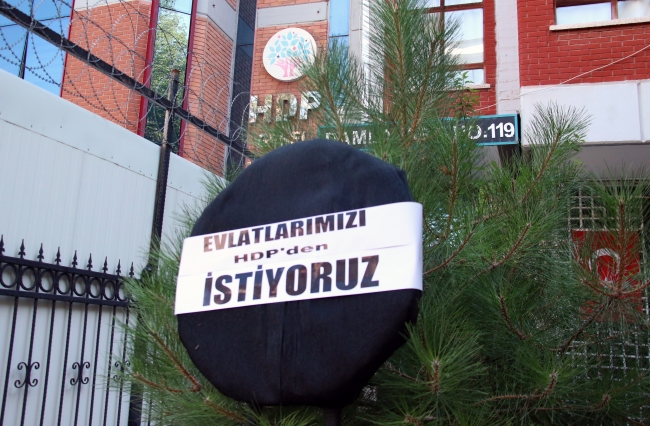 HDP
NO.119
EVLATLARIMIZI
HDP'den
İSTİYORUZ